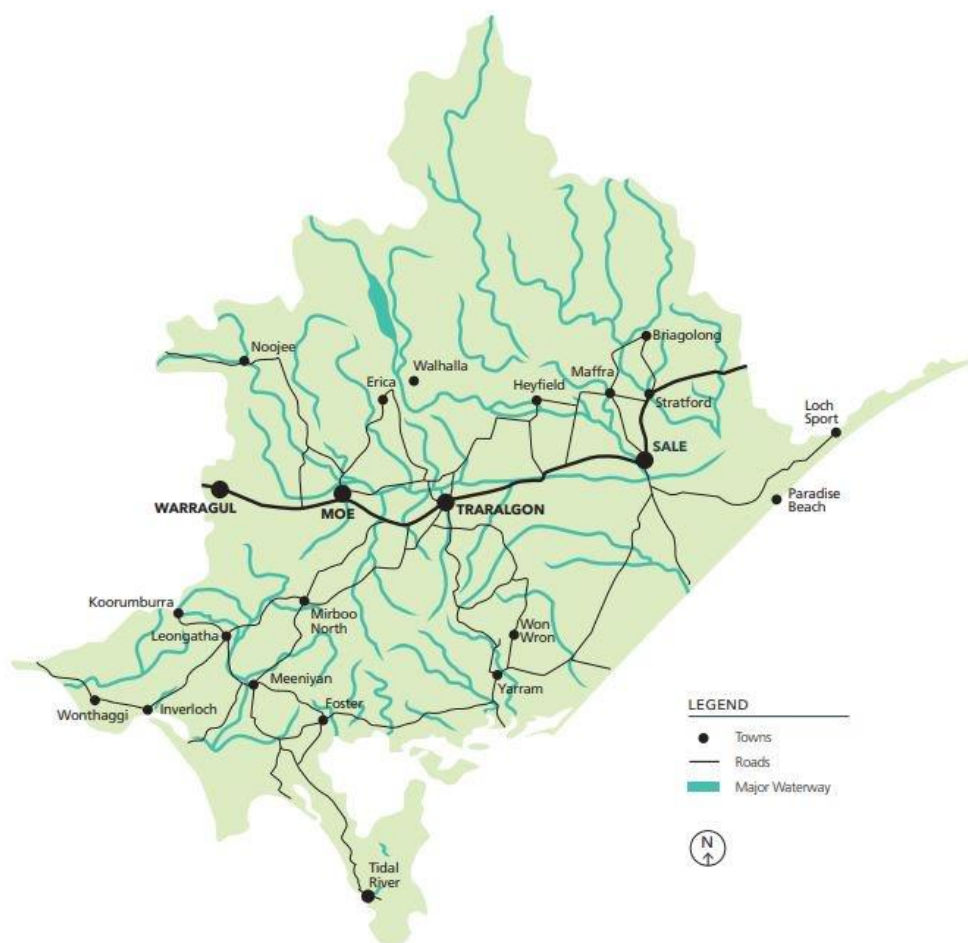 Briagolong
Noojee
Walhalla
Maffra
Erica
Heyfield
Stratford
Loch
Sport
SALE
WARRAGUL
MOE
TRARALGON
Paradise
Beach
Koorumburra
Mirboo
North
Won
Wron
Leongatha
Meeniyan
Yarram
Foster
Wonthaggi
Inverloch
LEGEND
Towns
Roads
Major Waterway
N
Tidal
River